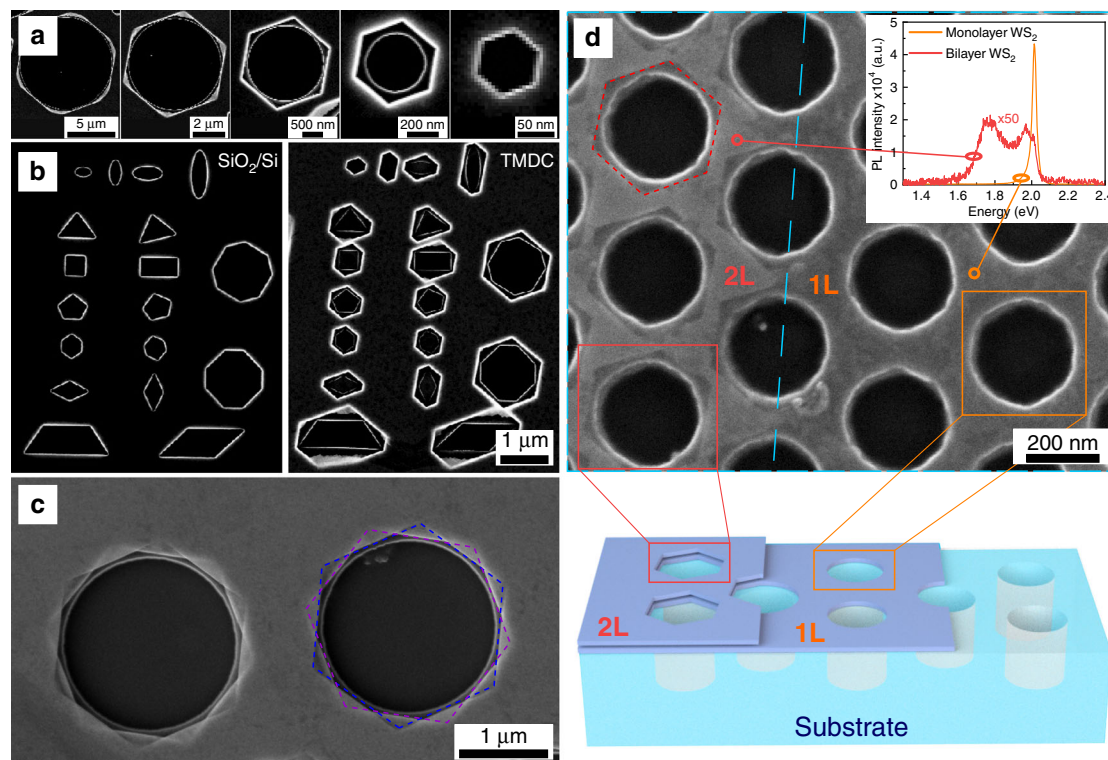 a
5 μm
2 μm
500 nm
200 nm
50 nm
b
SiO2/Si
TMDC
1 μm
c
1 μm
d
2L
1L
200 nm
PL intensity x10⁴ (a.u.)
5
4
3
2
1
0
Monolayer WS₂
Bilayer WS₂
x50
1.4 1.6 1.8 2.0 2.2 2.4
Energy (eV)
2L
1L
Substrate